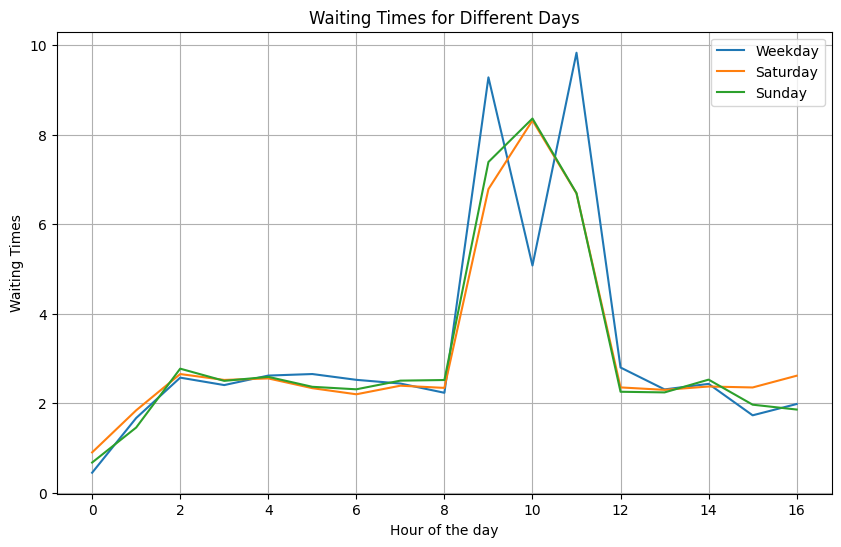 Waiting Times for Different Days
Weekday
Saturday
Sunday
Waiting Times
10
8
6
4
2
0
0 2 4 6 8 10 12 14 16
Hour of the day